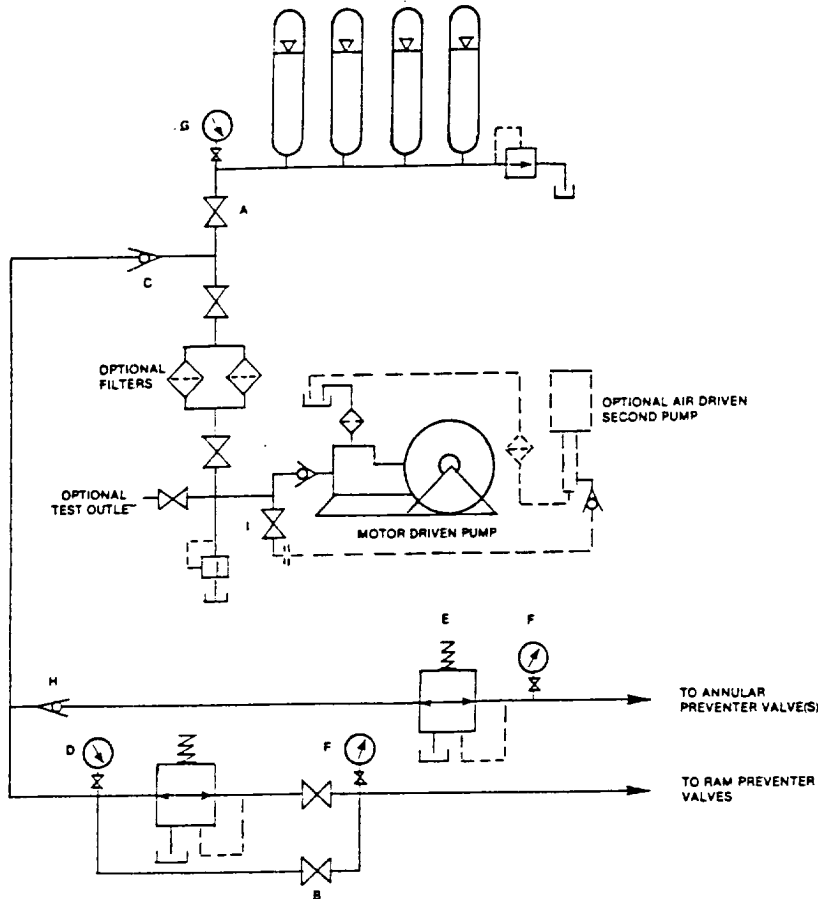 G
A
C
OPTIONAL
FILTERS
OPTIONAL AIR DRIVEN
SECOND PUMP
OPTIONAL
TEST OUTLE
I
MOTOR DRIVEN PUMP
E
F
H
TO ANNULAR
PREVENTER VALVE(S)
D
F
TO RAM PREVENTER
VALVES
B